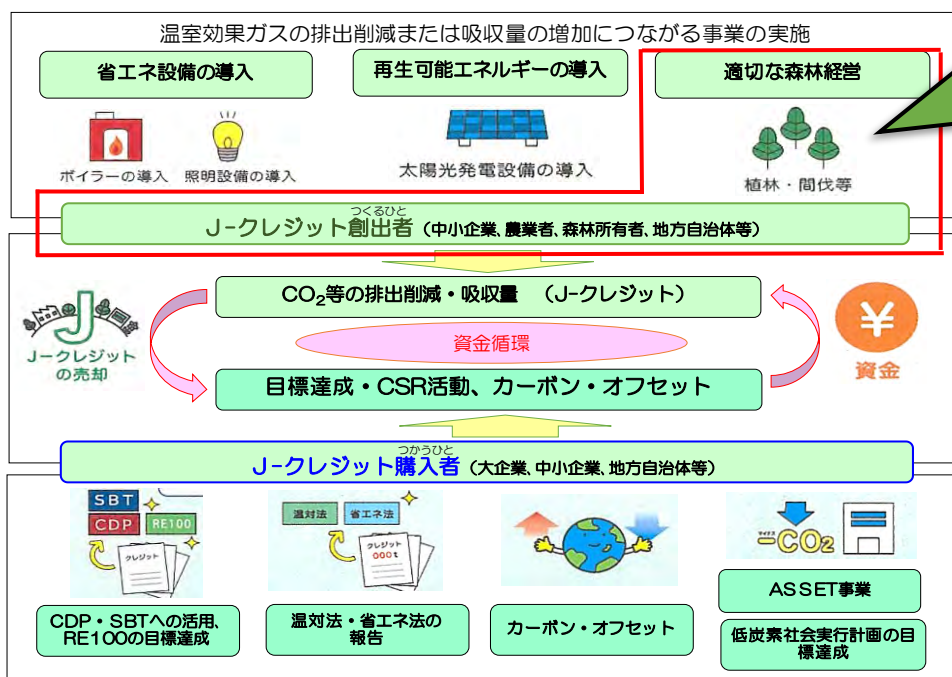 温室効果ガスの排出削減または吸収量の増加につながる事業の実施
省エネ設備の導入
再生可能エネルギーの導入
適切な森林経営
ボイラーの導入
照明設備の導入
太陽光発電設備の導入
植林・間伐等
つくるひと
J-クレジット創出者（中小企業、農業者、森林所有者、地方自治体等）
CO₂等の排出削減・吸収量　（J-クレジット）
資金循環
J
J-クレジット
の売却
¥
資金
目標達成・CSR活動、カーボン・オフセット
つかうひと
J-クレジット購入者（大企業、中小企業、地方自治体等）
SBT
CDP
RE100
クレジット
温対法
省エネ法
クレジット
000t
マイナス
-CO2
CDP・SBTへの活用、
RE100の目標達成
温対法・省エネ法の
報告
カーボン・オフセット
ASSET事業
低炭素社会実行計画の目
標達成